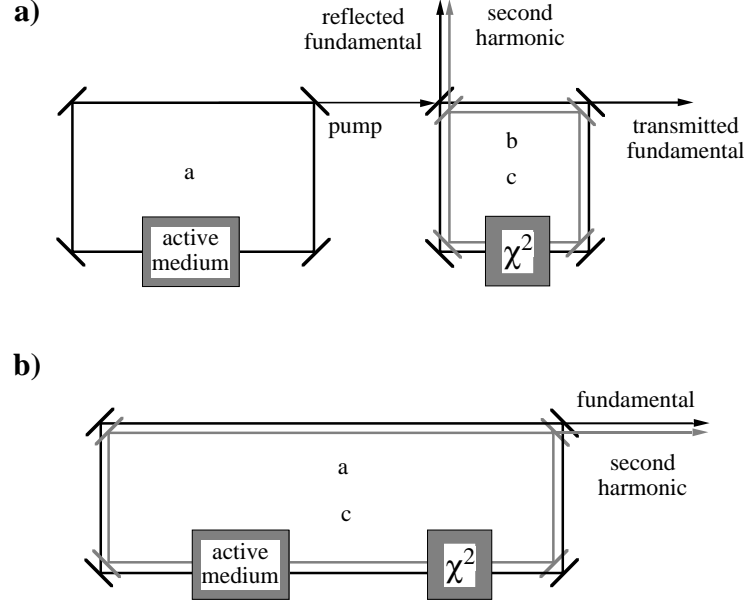 a)
reflected
fundamental
second
harmonic
pump
transmitted
fundamental
a
b
c
active
medium
χ²
b)
fundamental
second
harmonic
a
c
active
medium
χ²